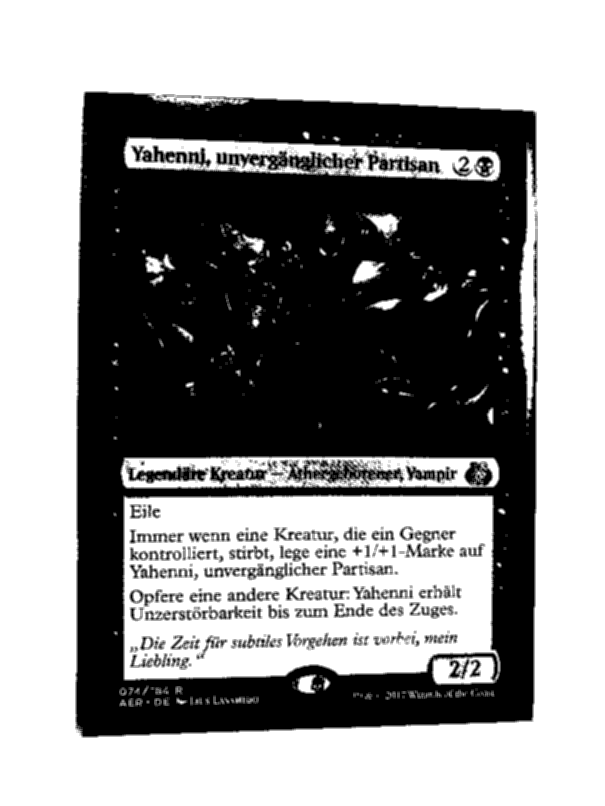 Yahenni, unvergänglicher Partisan 2
Legendäre Kreatur — Äthergeborener, Vampir
Eile
Immer wenn eine Kreatur, die ein Gegner
kontrolliert, stirbt, lege eine +1/+1-Marke auf
Yahenni, unvergänglicher Partisan.
Opfere eine andere Kreatur: Yahenni erhält
Unzerstörbarkeit bis zum Ende des Zuges.
„Die Zeit für subtiles Vorgehen ist vorbei, mein
Liebling.“
2/2
074/184 R
AER • DE
2017 Wizards of the Coast